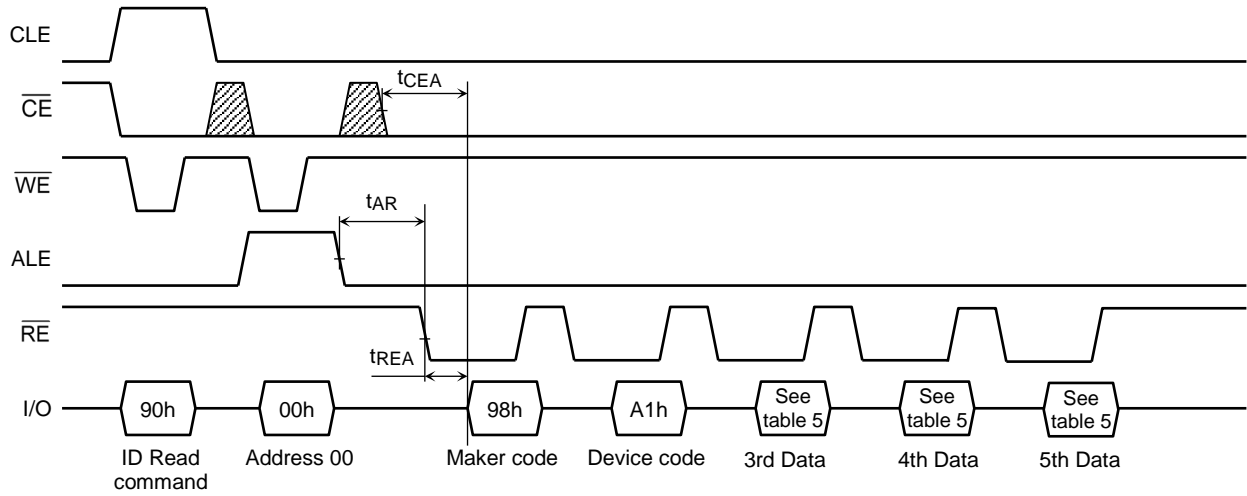 CLE
tCEA
CE
WE
tAR
ALE
RE
tREA
I/O
90h
00h
98h
A1h
See
table 5
See
table 5
See
table 5
ID Read
command
Address 00
Maker code
Device code
3rd Data
4th Data
5th Data